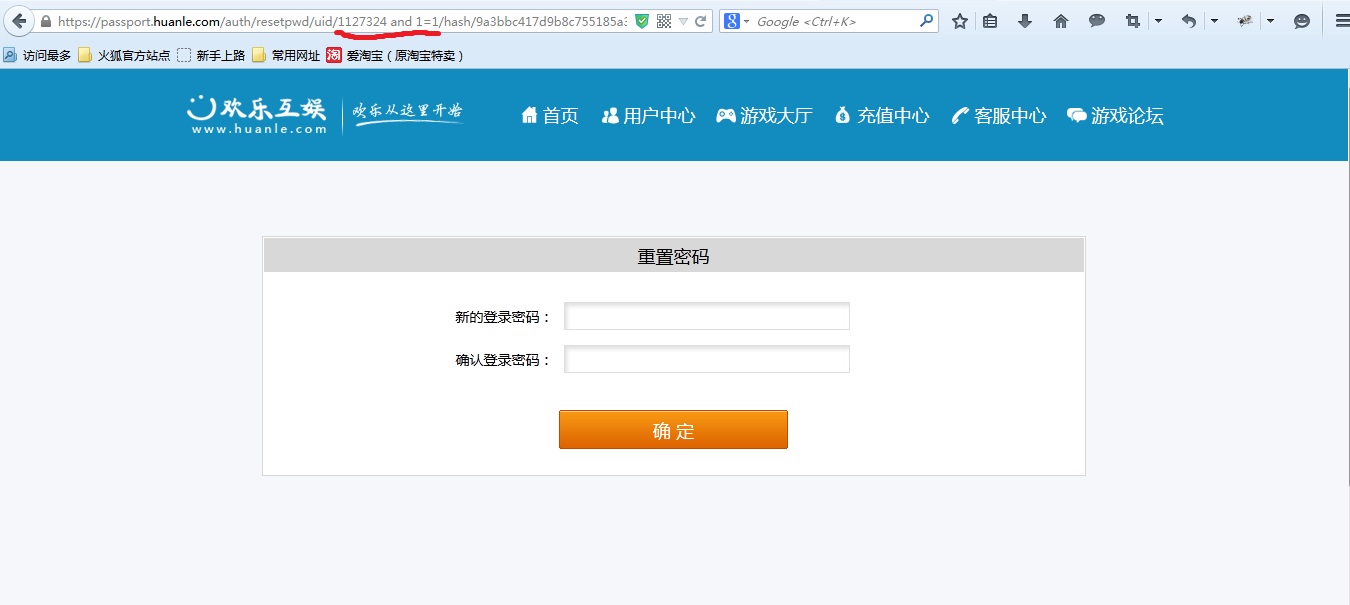 https://passport.huanle.com/auth/resetpwd/uid/1127324 and 1=1/hash/9a3bbc417d9b8c755185a3 Google <Ctrl+K>
访问最多 火狐官方站点 新手上路 常用网址 淘 爱淘宝（原淘宝特卖）
欢乐互娱 欢乐从这里开始 首页 用户中心 游戏大厅 充值中心 客服中心 游戏论坛
www.huanle.com
重置密码
新的登录密码：
确认登录密码：
确 定